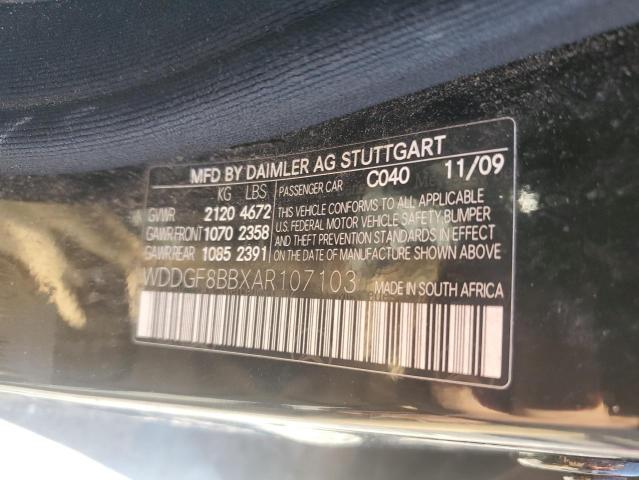 MFD BY DAIMLER AG STUTTGART
KG LBS PASSENGER CAR C040 11/09
GVWR 2120 4672 THIS VEHICLE CONFORMS TO ALL APPLICABLE
GAWR FRONT 1070 2358 U.S. FEDERAL MOTOR VEHICLE SAFETY, BUMPER
GAWR REAR 1085 2391 AND THEFT PREVENTION STANDARDS IN EFFECT
ON THE DATE OF MANUFACTURE SHOWN ABOVE.
WDDGF8BBXAR107103 MADE IN SOUTH AFRICA